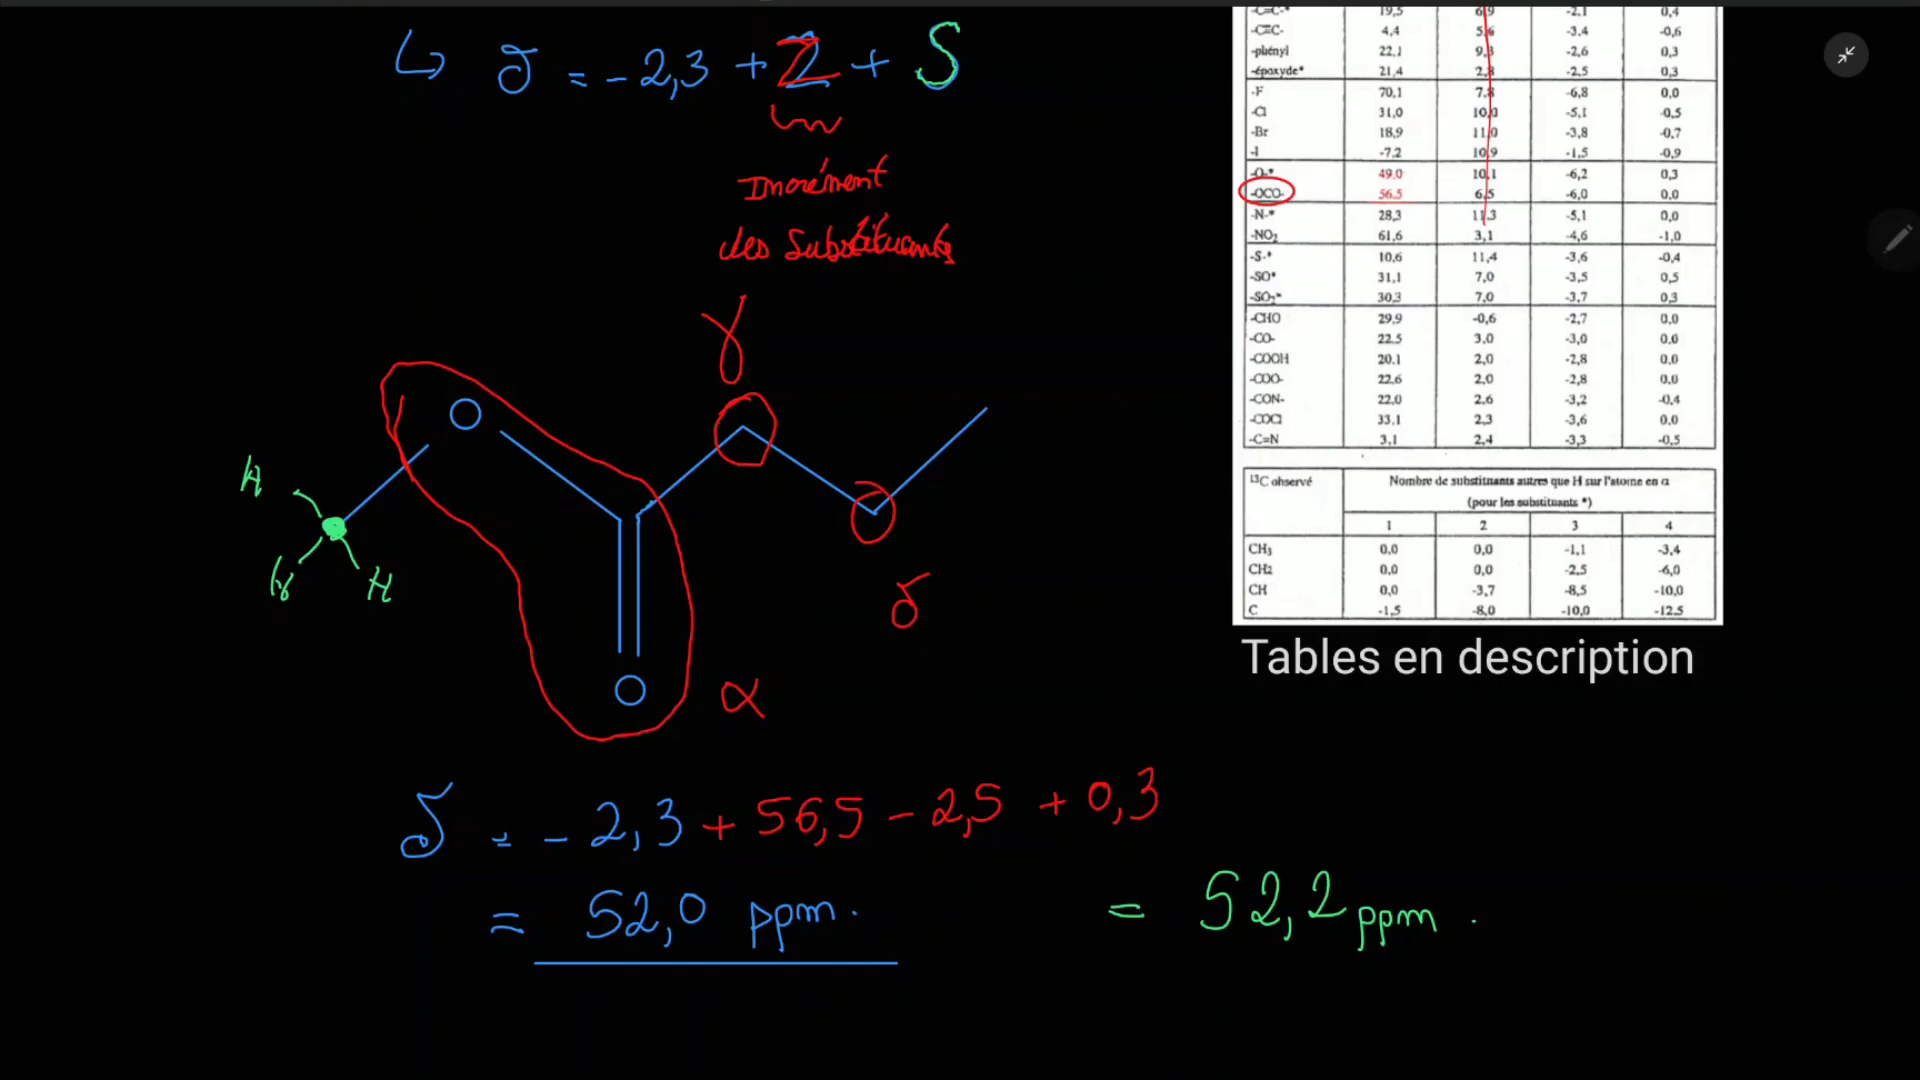 ↳ δ = - 2,3 + Z + S
Incrément
des Substituants
γ
O
H
H
H
δ
O
α
δ = - 2,3 + 56,5 - 2,5 + 0,3
= 52,0 ppm.
= 52,2 ppm.
-C=C-* 19,5 6,9 -2,1 0,4
-C≡C- 4,4 5,6 -3,4 -0,6
-phényl 22,1 9,3 -2,6 0,3
-époxyde* 21,4 2,8 -2,5 0,3
-F 70,1 7,8 -6,8 0,0
-Cl 31,0 10,0 -5,1 -0,5
-Br 18,9 11,0 -3,8 -0,7
-I -7,2 10,9 -1,5 -0,9
-O-* 49,0 10,1 -6,2 0,3
-OCO- 56,5 6,5 -6,0 0,0
-N-* 28,3 11,3 -5,1 0,0
-NO2 61,6 3,1 -4,6 -1,0
-S-* 10,6 11,4 -3,6 -0,4
-SO* 31,1 7,0 -3,5 0,5
-SO2* 30,3 7,0 -3,7 0,3
-CHO 29,9 -0,6 -2,7 0,0
-CO- 22,5 3,0 -3,0 0,0
-COOH 20,1 2,0 -2,8 0,0
-COO- 22,6 2,0 -2,8 0,0
-CON- 22,0 2,6 -3,2 -0,4
-COCl 33,1 2,3 -3,6 0,0
-C≡N 3,1 2,4 -3,3 -0,5
13C observé Nombre de substituants autres que H sur l'atome en α
(pour les substituants *)
1 2 3 4
CH3 0,0 0,0 -1,1 -3,4
CH2 0,0 0,0 -2,5 -6,0
CH 0,0 -3,7 -8,5 -10,0
C -1,5 -8,0 -10,0 -12,5
Tables en description